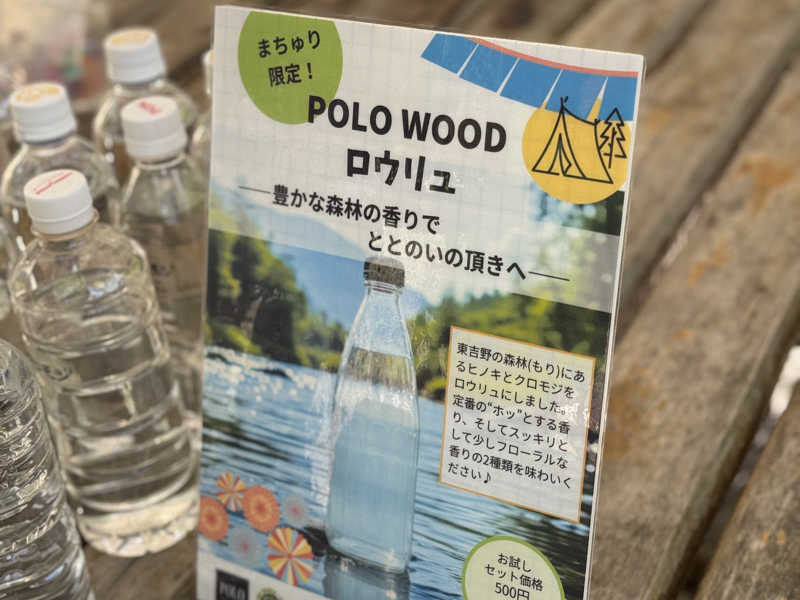 まちゅり
限定！
POLO WOOD
ロウリュ
豊かな森林の香りで
ととのいの頂きへ
東吉野の森林(もり)にあ
るヒノキとクロモジを
ロウリュにしました。
定番の“ホッ”とする香
り、そしてスッキリと
して少しフローラルな
香りの2種類を味わいく
ださい♪
お試し
セット価格
500円
POLO